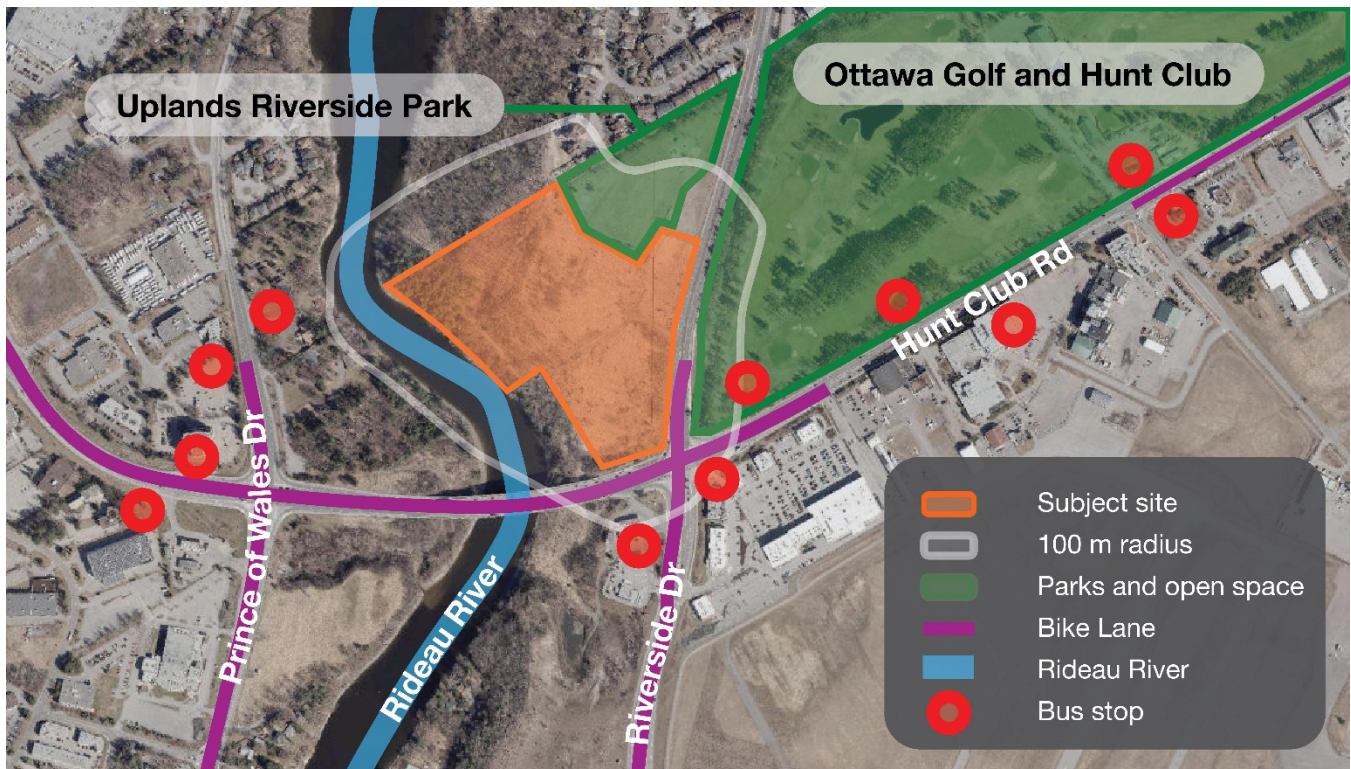 Uplands Riverside Park
Ottawa Golf and Hunt Club
Hunt Club Rd
Prince of Wales Dr
Rideau River
Riverside Dr
Subject site
100 m radius
Parks and open space
Bike Lane
Rideau River
Bus stop